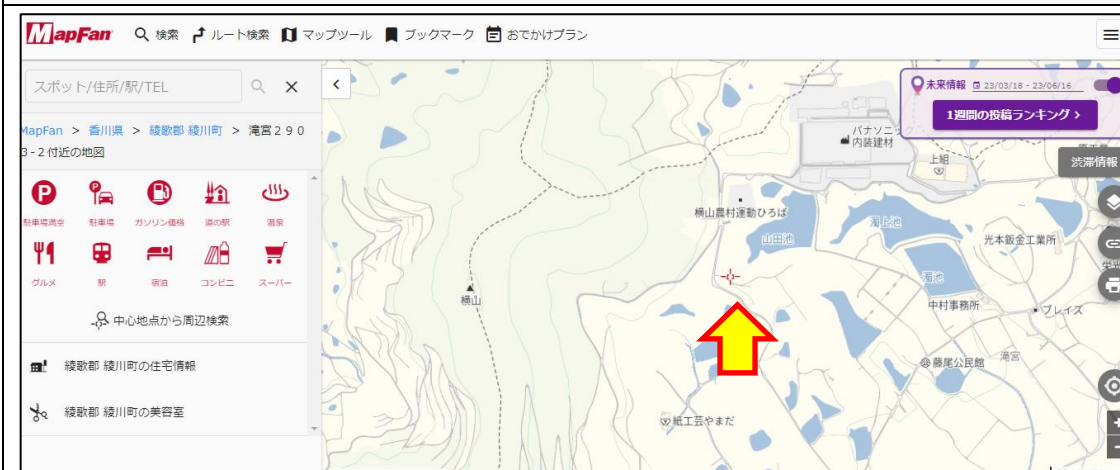 MapFan 検索 ルート検索 マップツール ブックマーク おでかけプラン
スポット/住所/駅/TEL
MapFan > 香川県 > 綾歌郡 綾川町 > 滝宮２９０
３-２付近の地図
駐車場満空 駐車場 ガソリン価格 道の駅 温泉
グルメ 駅 宿泊 コンビニ スーパー
中心地点から周辺検索
綾歌郡 綾川町の住宅情報
綾歌郡 綾川町の美容室
未来情報 23/03/18 - 23/06/16
1週間の投稿ランキング >
渋滞情報
パナソニック
内装建材
上組
横山農村運動ひろば
山田池
濁上池
光本鈑金工業所
濁池
中村事務所
ブレイズ
横山
藤尾公民館
滝宮
紙工芸やまだ